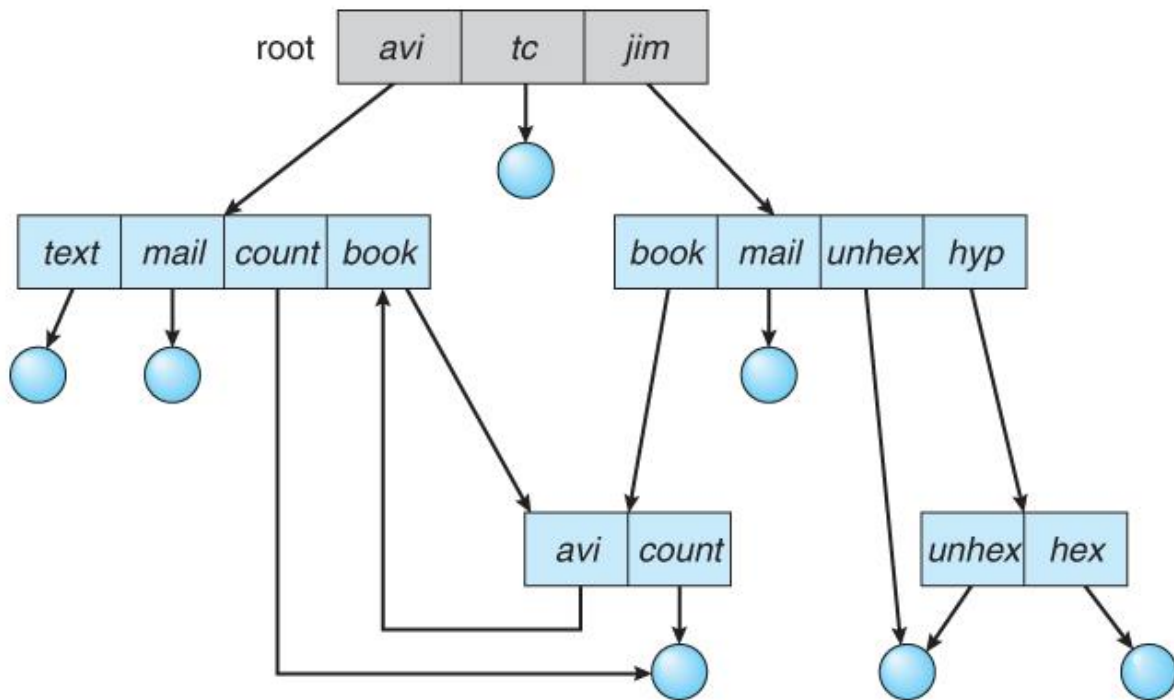 root avi tc jim
text mail count book
book mail unhex hyp
avi count
unhex hex